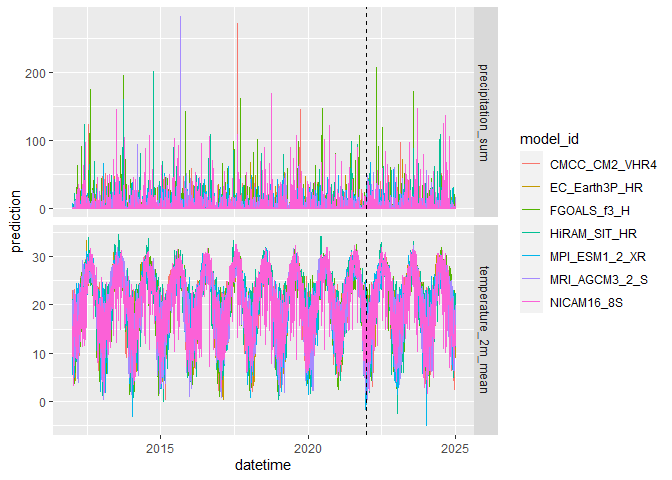 prediction
200
100
0
30
20
10
0
precipitation_sum
temperature_2m_mean
2015
2020
2025
datetime
model_id
CMCC_CM2_VHR4
EC_Earth3P_HR
FGOALS_f3_H
HiRAM_SIT_HR
MPI_ESM1_2_XR
MRI_AGCM3_2_S
NICAM16_8S